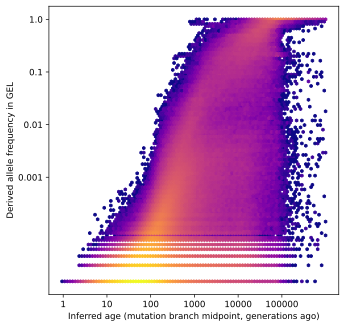 Derived allele frequency in GEL
1.0
0.1
0.01
0.001
1 10 100 1000 10000 100000
Inferred age (mutation branch midpoint, generations ago)